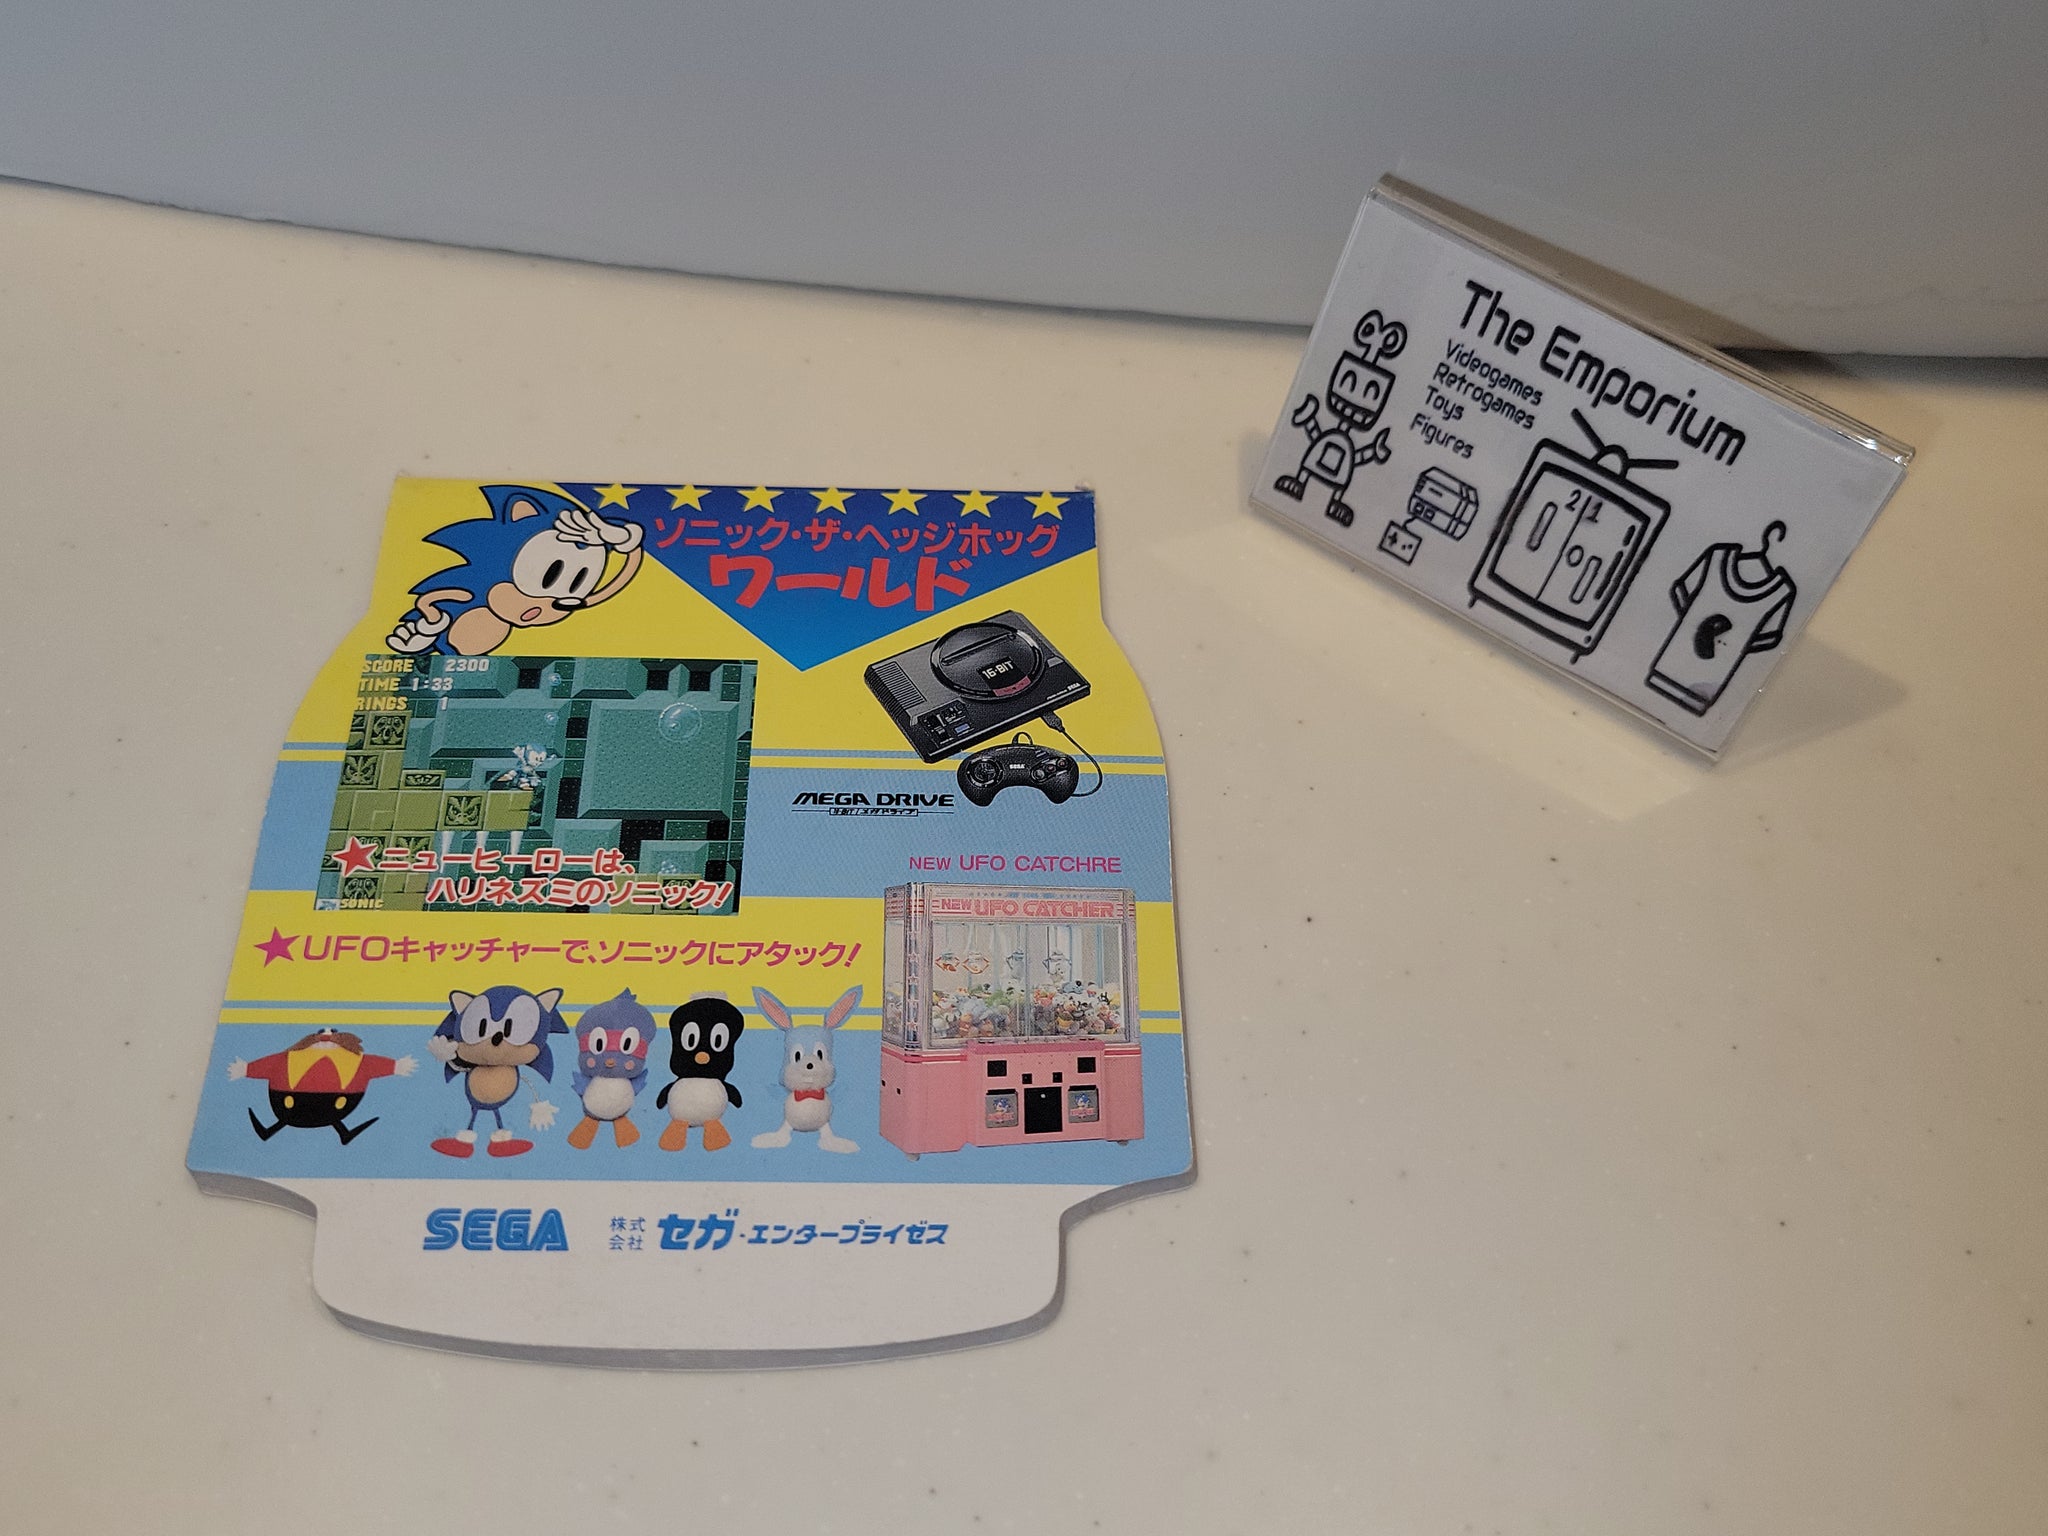 ソニック・ザ・ヘッジホッグ
ワールド
SCORE 2300
TIME 1:33
RINGS 1
16-BIT
SEGA
MEGA DRIVE
★ニューヒーローは、
ハリネズミのソニック!
SONIC
NEW UFO CATCHRE
NEW UFO CATCHER
★UFOキャッチャーで、ソニックにアタック!
SEGA 株式会社 セガ・エンタープライゼス
The Emporium
Videogames
Retrogames
Toys
Figures
2 1